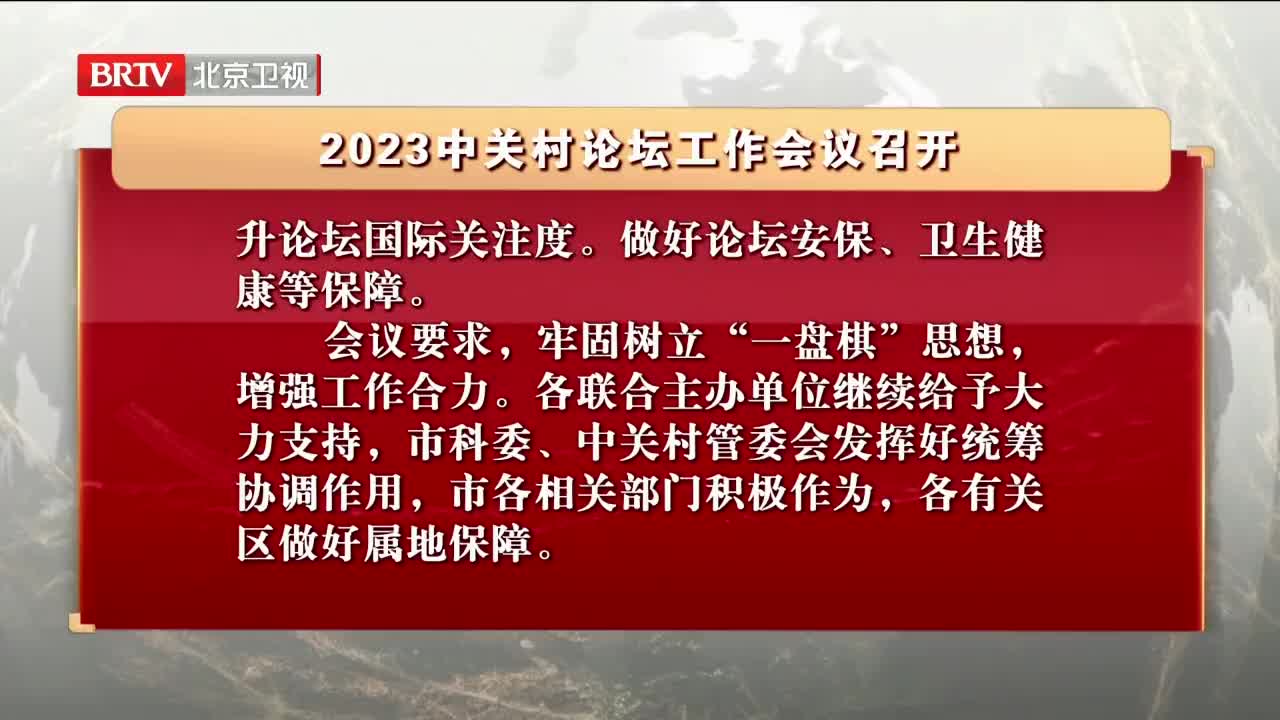 BRTV 北京卫视
2023中关村论坛工作会议召开
升论坛国际关注度。做好论坛安保、卫生健
康等保障。
会议要求，牢固树立“一盘棋”思想，
增强工作合力。各联合主办单位继续给予大
力支持，市科委、中关村管委会发挥好统筹
协调作用，市各相关部门积极作为，各有关
区做好属地保障。